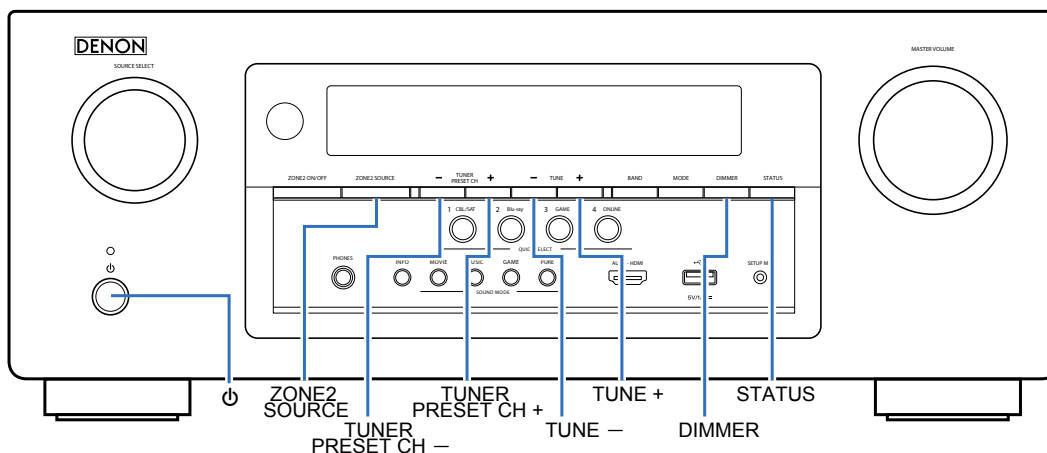 DENON
SOURCE SELECT
MASTER VOLUME
ZONE2 ON/OFF
ZONE2 SOURCE
−
TUNER
PRESET CH
+
−
TUNE
+
BAND
MODE
DIMMER
STATUS
1 CBL/SAT
2 Blu-ray
3 GAME
4 ONLINE
PHONES
INFO
MOVIE
GAME
PURE
SOUND MODE
- HDMI
SETUP M
ZONE2
SOURCE
TUNER
PRESET CH −
TUNER
PRESET CH +
TUNE −
TUNE +
DIMMER
STATUS